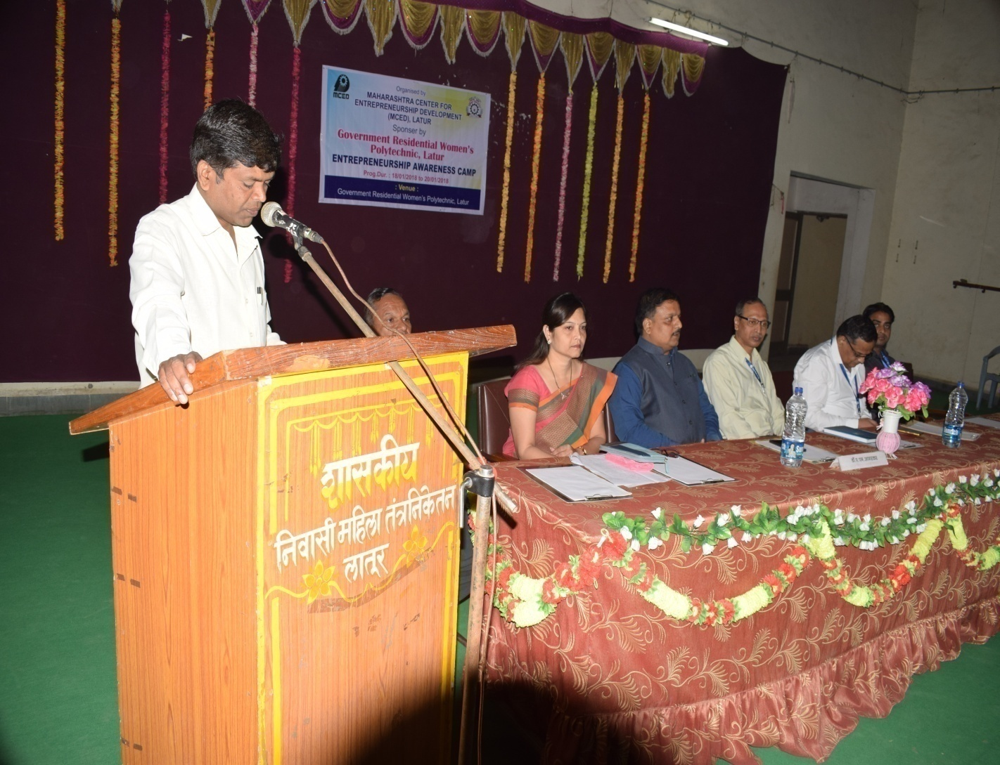 MCED
Organised by
MAHARASHTRA CENTER FOR
ENTREPRENEURSHIP DEVELOPMENT
(MCED), LATUR
Sponser by
Government Residential Women's
Polytechnic, Latur
ENTREPRENEURSHIP AWARENESS CAMP
Prog.Dur. : 18/01/2018 to 20/01/2018
: Venue :
Government Residential Women's Polytechnic, Latur
शासकीय
निवासी महिला तंत्रनिकेतन
लातूर